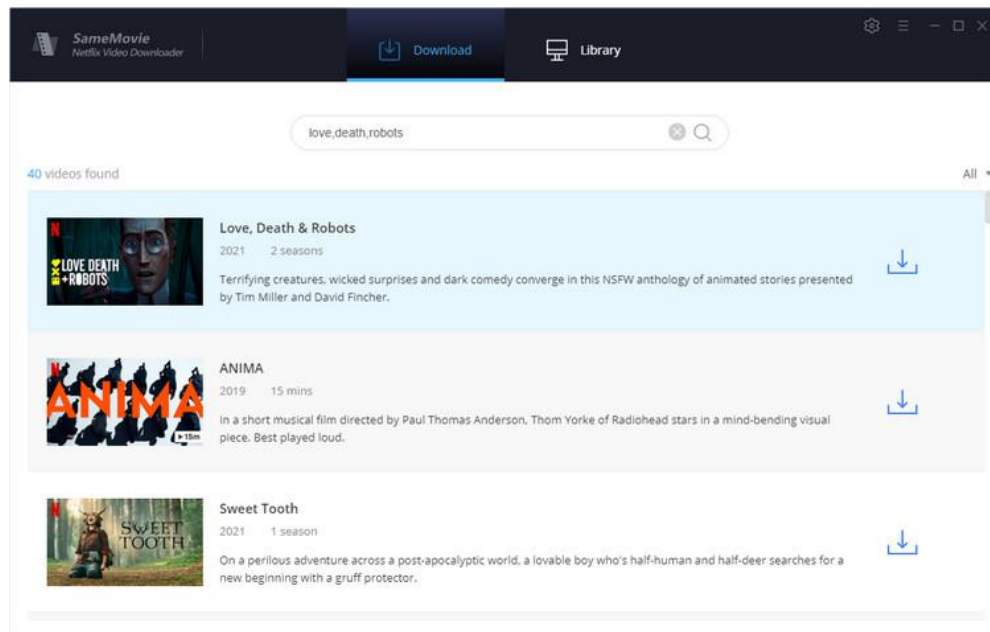 SameMovie
Netflix Video Downloader
Download
Library
love,death,robots
40 videos found
All
N
LOVE DEATH
+ROBOTS
Love, Death & Robots
2021 2 seasons
Terrifying creatures, wicked surprises and dark comedy converge in this NSFW anthology of animated stories presented
by Tim Miller and David Fincher.
N
ANIMA
15m
ANIMA
2019 15 mins
In a short musical film directed by Paul Thomas Anderson, Thom Yorke of Radiohead stars in a mind-bending visual
piece. Best played loud.
N
SWEET
TOOTH
Sweet Tooth
2021 1 season
On a perilous adventure across a post-apocalyptic world, a lovable boy who's half-human and half-deer searches for a
new beginning with a gruff protector.